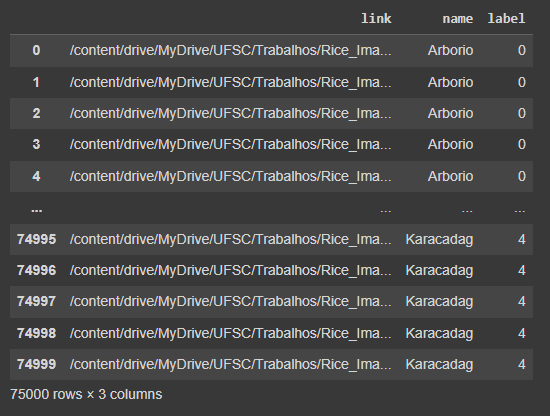 link name label
0 /content/drive/MyDrive/UFSC/Trabalhos/Rice_Ima... Arborio 0
1 /content/drive/MyDrive/UFSC/Trabalhos/Rice_Ima... Arborio 0
2 /content/drive/MyDrive/UFSC/Trabalhos/Rice_Ima... Arborio 0
3 /content/drive/MyDrive/UFSC/Trabalhos/Rice_Ima... Arborio 0
4 /content/drive/MyDrive/UFSC/Trabalhos/Rice_Ima... Arborio 0
... ... ... ...
74995 /content/drive/MyDrive/UFSC/Trabalhos/Rice_Ima... Karacadag 4
74996 /content/drive/MyDrive/UFSC/Trabalhos/Rice_Ima... Karacadag 4
74997 /content/drive/MyDrive/UFSC/Trabalhos/Rice_Ima... Karacadag 4
74998 /content/drive/MyDrive/UFSC/Trabalhos/Rice_Ima... Karacadag 4
74999 /content/drive/MyDrive/UFSC/Trabalhos/Rice_Ima... Karacadag 4
75000 rows × 3 columns